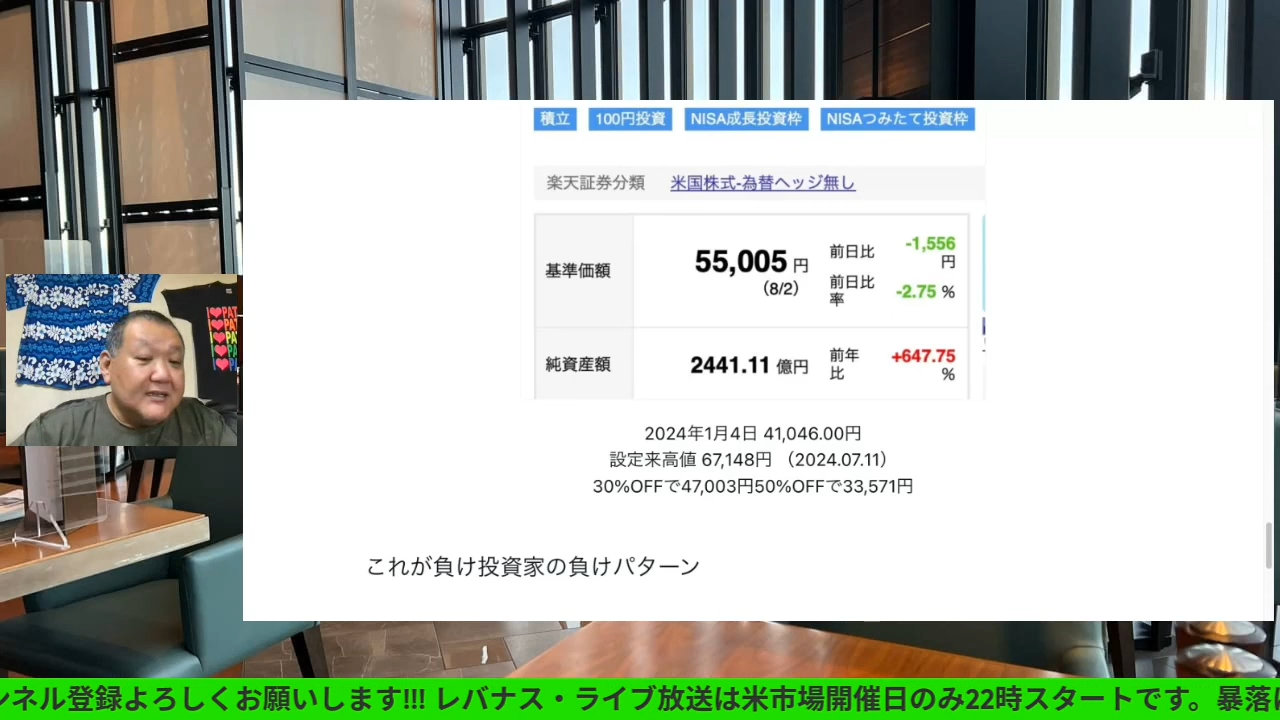 積立 100円投資 NISA成長投資枠 NISAつみたて投資枠
楽天証券分類 米国株式-為替ヘッジ無し
基準価額
55,005 円
(8/2)
前日比
-1,556
円
前日比
率
-2.75 %
純資産額
2441.11 億円
前年
比
+647.75
%
2024年1月4日 41,046.00円
設定来高値 67,148円 （2024.07.11）
30%OFFで47,003円50%OFFで33,571円
これが負け投資家の負けパターン
ンネル登録よろしくお願いします!!! レバナス・ライブ放送は米市場開催日のみ22時スタートです。暴落